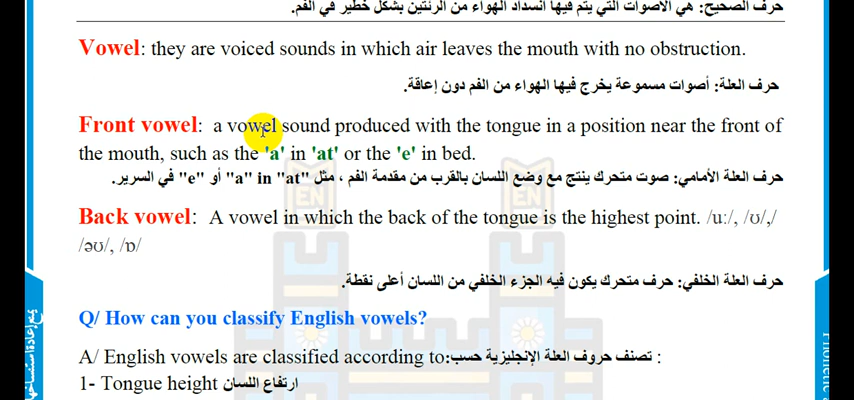 حرف الصحيح: هي الأصوات التي يتم فيها انسداد الهواء من الرئتين بشكل خطير في الفم.
Vowel: they are voiced sounds in which air leaves the mouth with no obstruction.
حرف العلة: أصوات مسموعة يخرج فيها الهواء من الفم دون إعاقة.
Front vowel: a vowel sound produced with the tongue in a position near the front of
the mouth, such as the 'a' in 'at' or the 'e' in bed.
حرف العلة الأمامي: صوت متحرك ينتج مع وضع اللسان بالقرب من مقدمة الفم ، مثل "a" in "at" أو "e" في السرير.
Back vowel: A vowel in which the back of the tongue is the highest point. /u:/, /ʊ/,/
/əʊ/, /ɒ/
حرف العلة الخلفي: حرف متحرك يكون فيه الجزء الخلفي من اللسان أعلى نقطة.
Q/ How can you classify English vowels?
A/ English vowels are classified according to: تصنف حروف العلة الإنجليزية حسب :
1- Tongue height ارتفاع اللسان
EN
EN